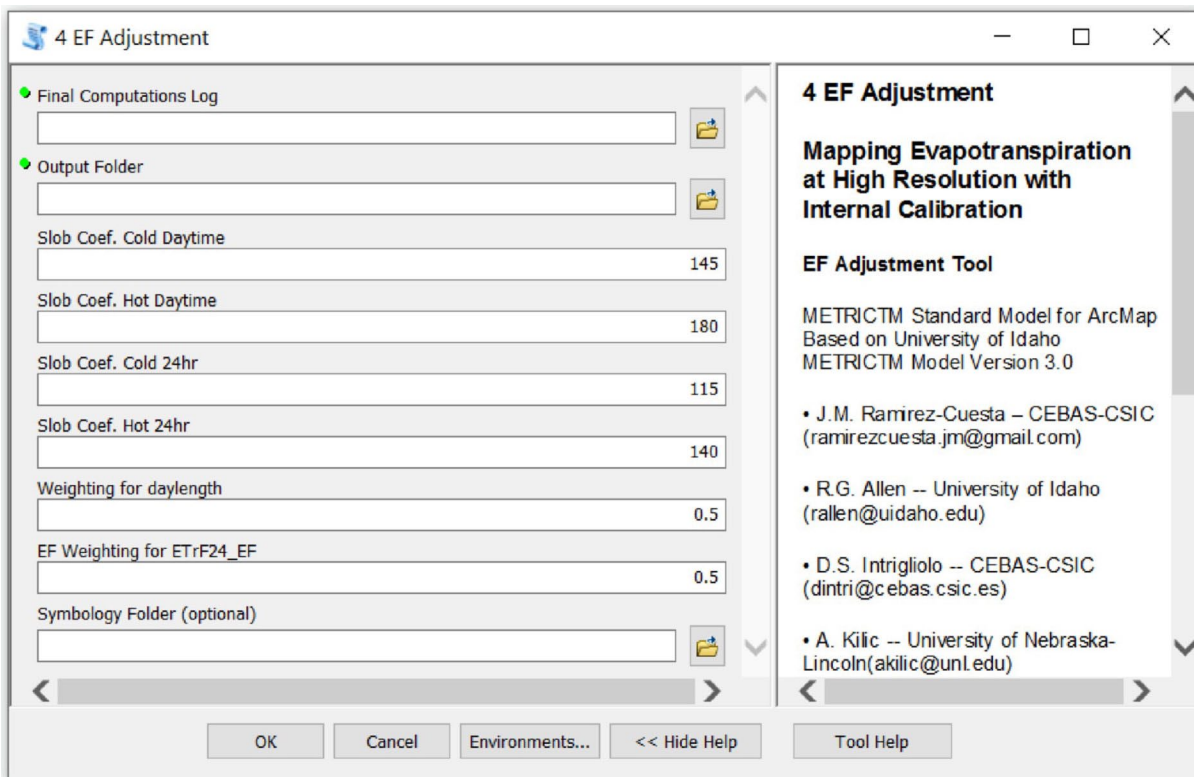 4 EF Adjustment
Final Computations Log
Output Folder
Slob Coef. Cold Daytime
145
Slob Coef. Hot Daytime
180
Slob Coef. Cold 24hr
115
Slob Coef. Hot 24hr
140
Weighting for daylength
0.5
EF Weighting for ETrF24_EF
0.5
Symbology Folder (optional)
4 EF Adjustment
Mapping Evapotranspiration
at High Resolution with
Internal Calibration
EF Adjustment Tool
METRICTM Standard Model for ArcMap
Based on University of Idaho
METRICTM Model Version 3.0
• J.M. Ramirez-Cuesta – CEBAS-CSIC
(ramirezcuesta.jm@gmail.com)
• R.G. Allen -- University of Idaho
(rallen@uidaho.edu)
• D.S. Intrigliolo -- CEBAS-CSIC
(dintri@cebas.csic.es)
• A. Kilic -- University of Nebraska-
Lincoln(akilic@unl.edu)
OK
Cancel
Environments...
<< Hide Help
Tool Help